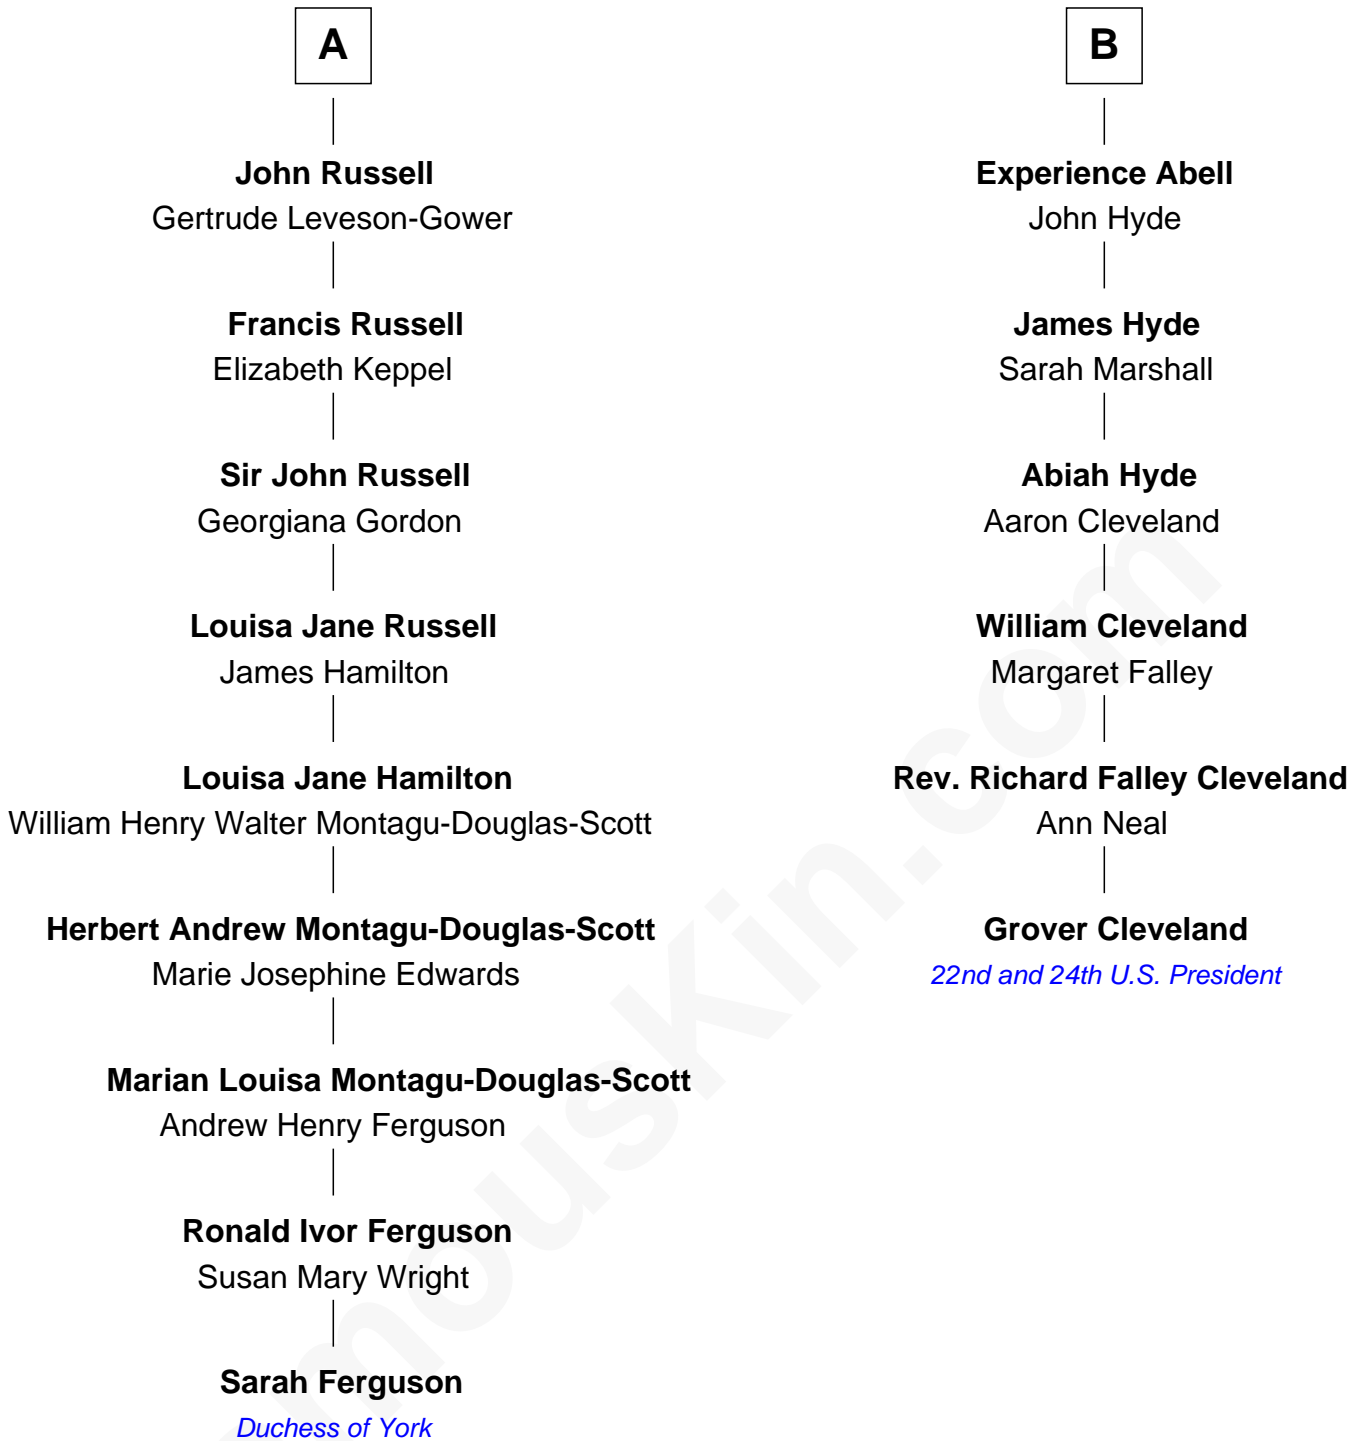 A
John Russell
Gertrude Leveson-Gower
Francis Russell
Elizabeth Keppel
Sir John Russell
Georgiana Gordon
Louisa Jane Russell
James Hamilton
Louisa Jane Hamilton
William Henry Walter Montagu-Douglas-Scott
Herbert Andrew Montagu-Douglas-Scott
Marie Josephine Edwards
Marian Louisa Montagu-Douglas-Scott
Andrew Henry Ferguson
Ronald Ivor Ferguson
Susan Mary Wright
Sarah Ferguson
Duchess of York
B
Experience Abell
John Hyde
James Hyde
Sarah Marshall
Abiah Hyde
Aaron Cleveland
William Cleveland
Margaret Falley
Rev. Richard Falley Cleveland
Ann Neal
Grover Cleveland
22nd and 24th U.S. President
mousKin.com